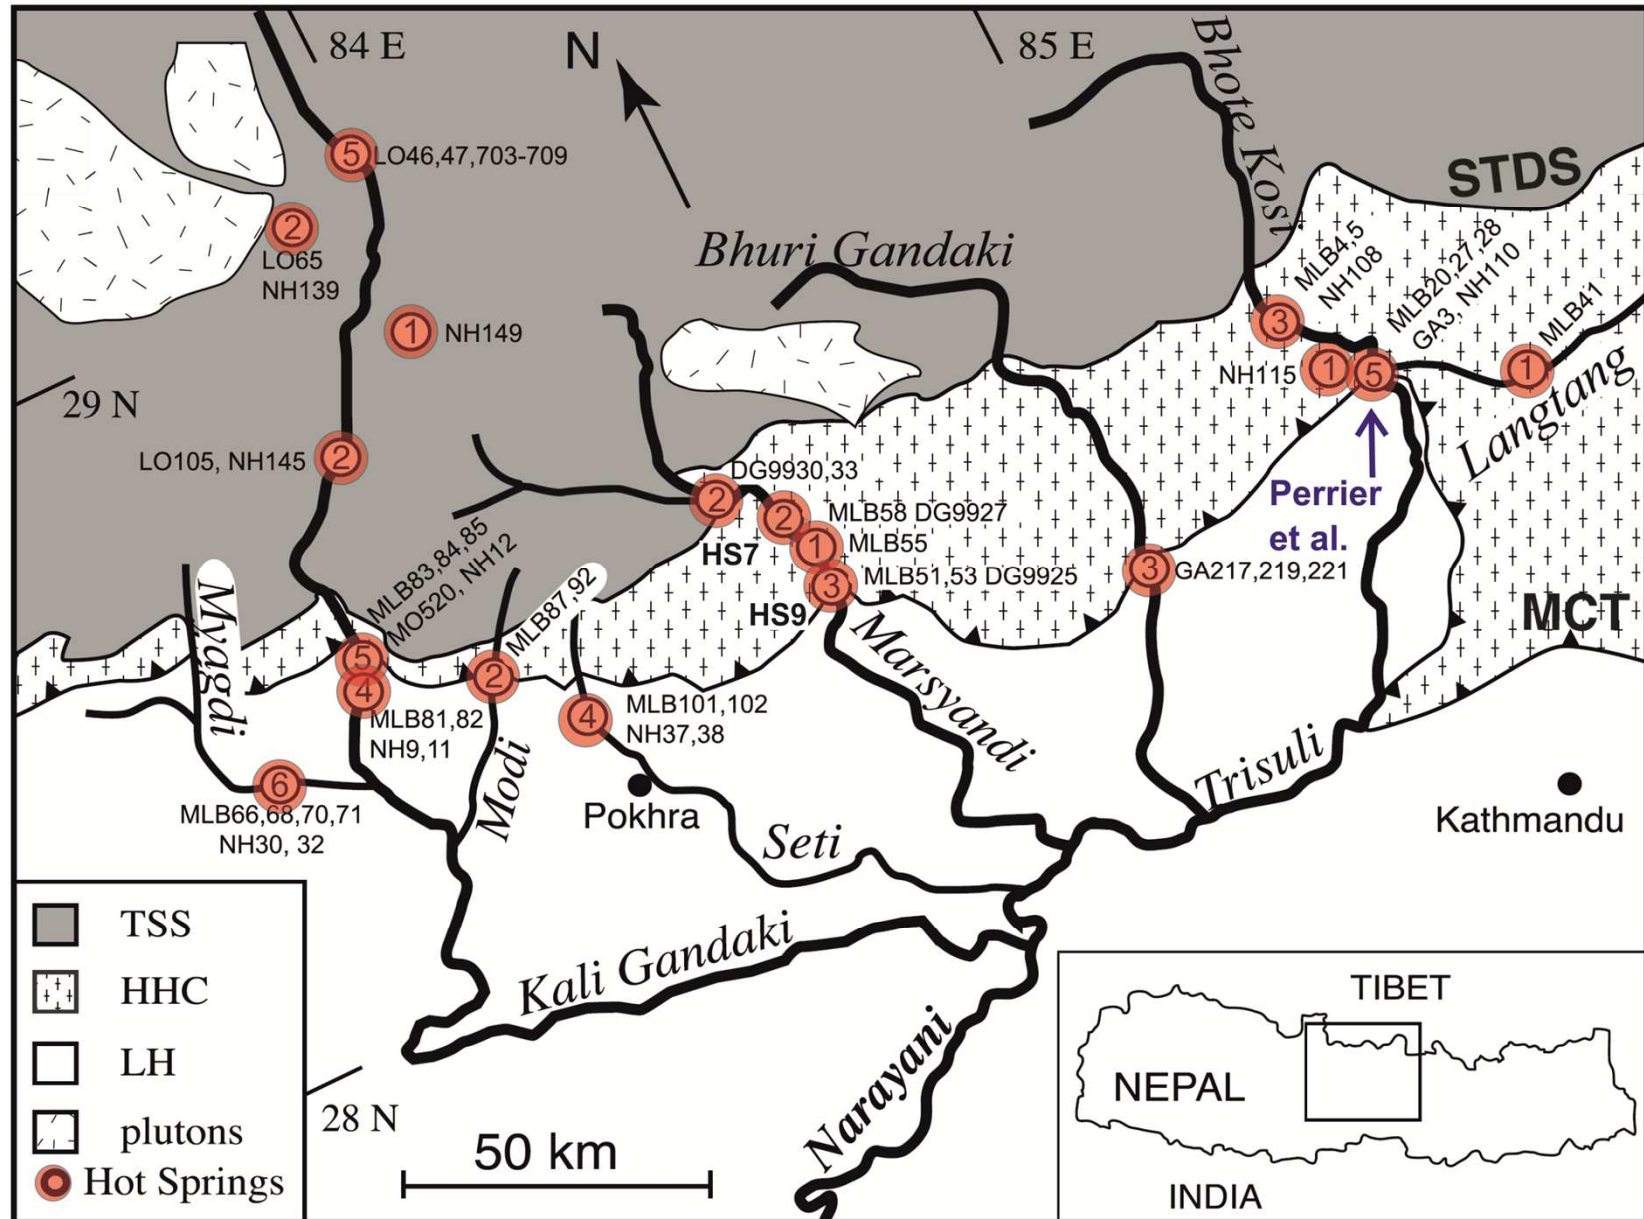 84 E
N
85 E
Bhote Kosi
LO46,47,703-709
STDS
LO65
NH139
Bhuri Gandaki
MLB4,5
NH108
MLB20,27,28
GA3, NH110
MLB41
NH149
NH115
29 N
Langtang
LO105, NH145
DG9930,33
Perrier
et al.
MLB58 DG9927
HS7
MLB55
MLB83,84,85
MO520, NH12
MLB87,92
MLB51,53 DG9925
GA217,219,221
HS9
MCT
Myagdi
Marsyandi
MLB81,82
NH9,11
MLB101,102
NH37,38
Modi
Trisuli
MLB66,68,70,71
NH30, 32
Pokhra
Kathmandu
Seti
5
2
1
2
5
4
6
2
4
2
2
1
3
3
3
1
5
1
Kali Gandaki
Narayani
TSS
HHC
LH
plutons
Hot Springs
28 N
50 km
TIBET
NEPAL
INDIA